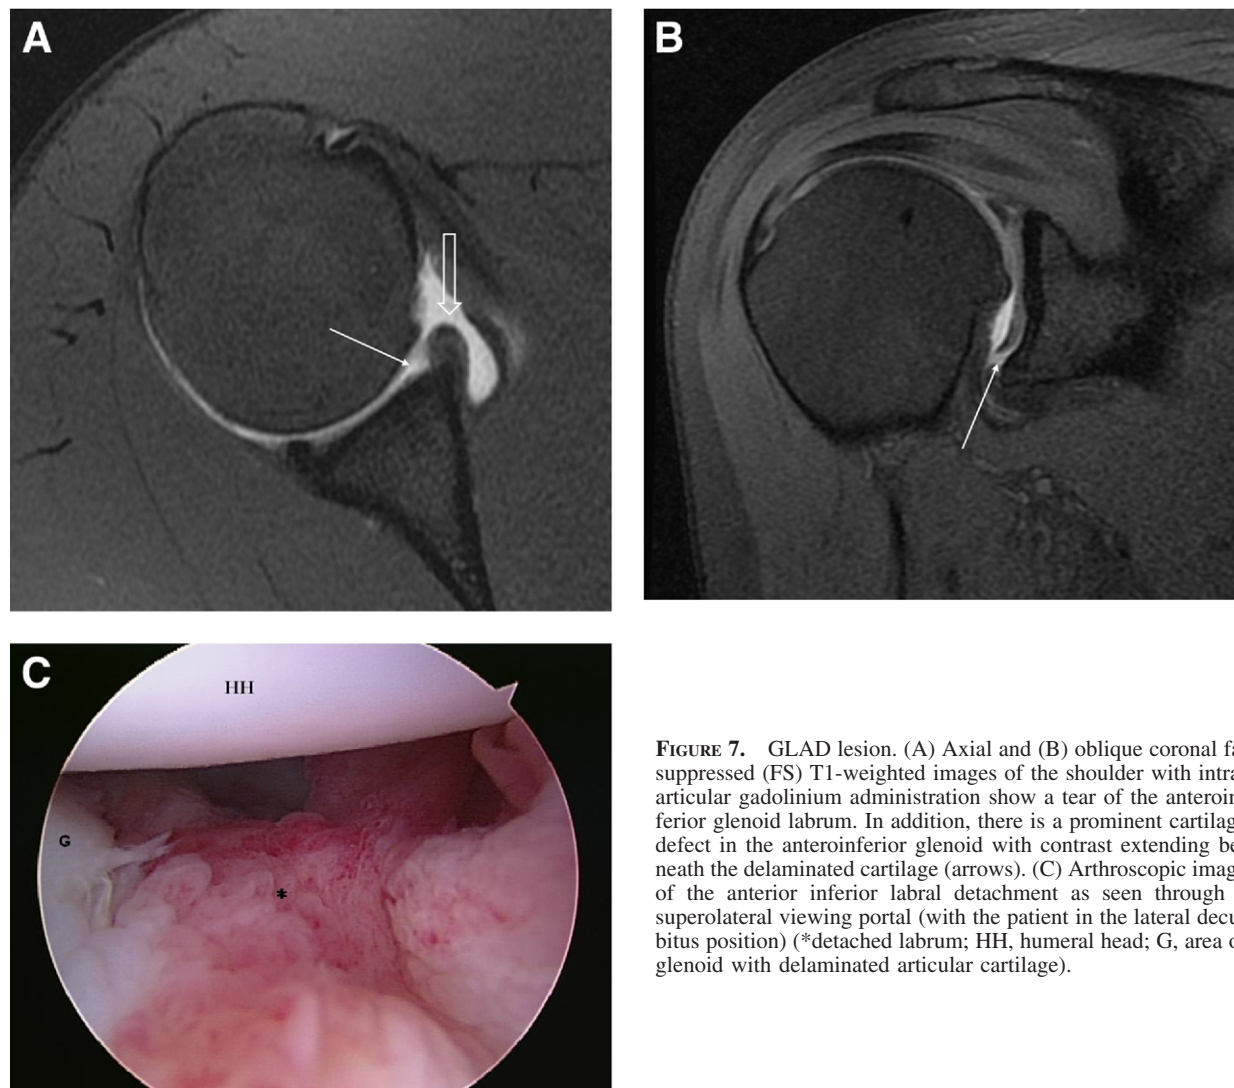 A
B
C
HH
G
*
FIGURE 7. GLAD lesion. (A) Axial and (B) oblique coronal fa
suppressed (FS) T1-weighted images of the shoulder with intra
articular gadolinium administration show a tear of the anteroin
ferior glenoid labrum. In addition, there is a prominent cartilag
defect in the anteroinferior glenoid with contrast extending be
neath the delaminated cartilage (arrows). (C) Arthroscopic imag
of the anterior inferior labral detachment as seen through
superolateral viewing portal (with the patient in the lateral decu
bitus position) (*detached labrum; HH, humeral head; G, area o
glenoid with delaminated articular cartilage).